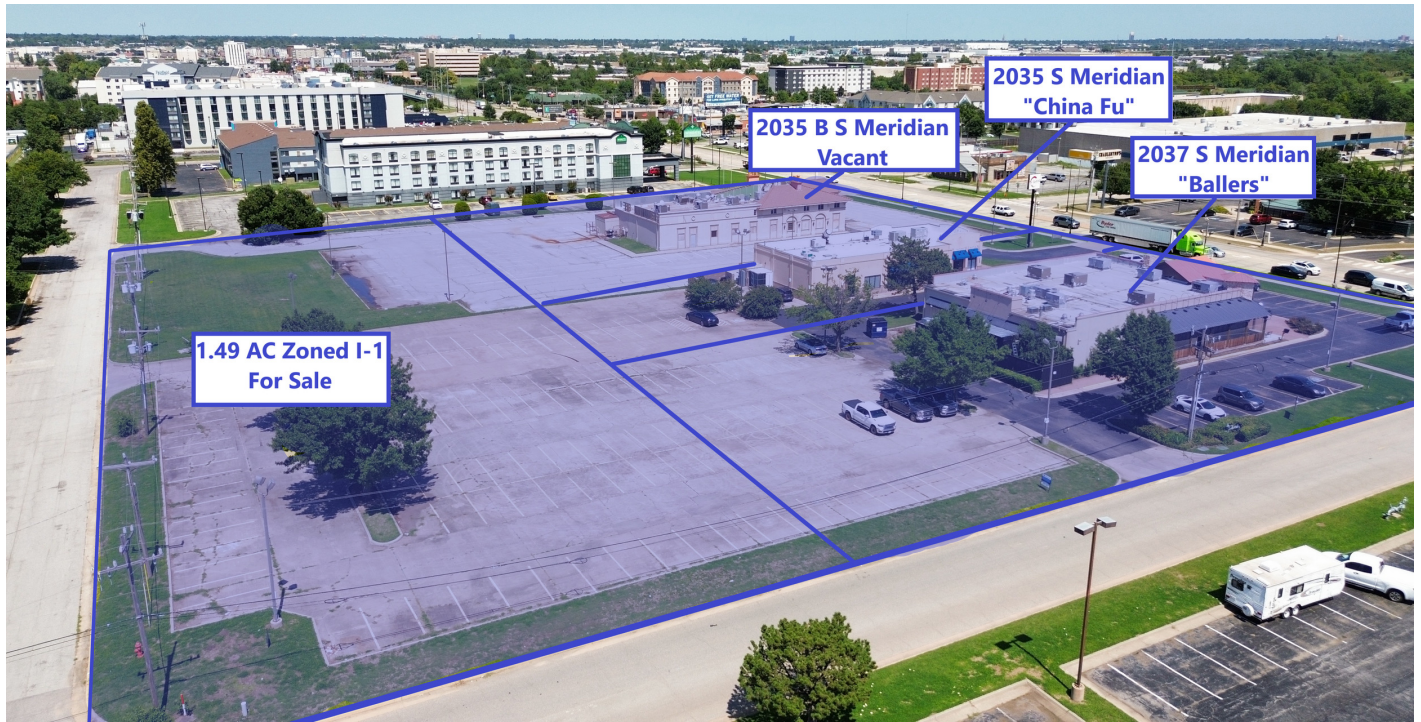 2035 S Meridian
"China Fu"
2035 B S Meridian
Vacant
2037 S Meridian
"Ballers"
1.49 AC Zoned I-1
For Sale